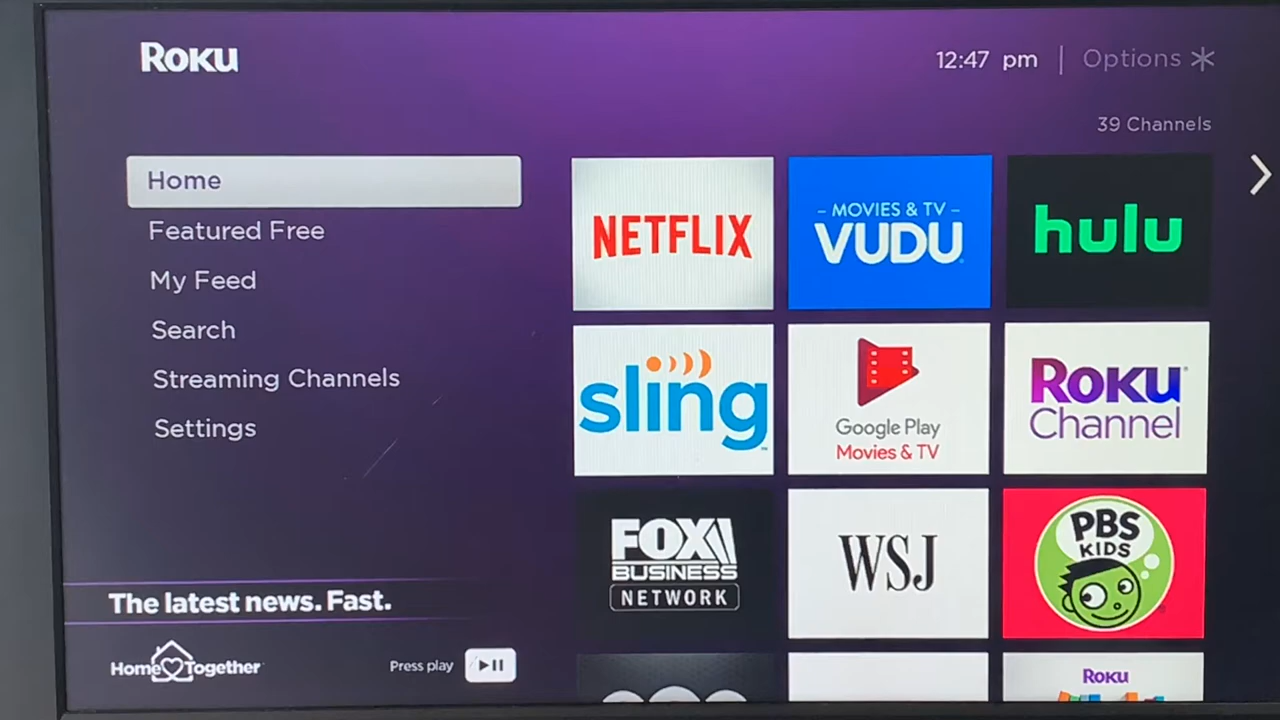 Roku
12:47 pm | Options
39 Channels
Home
Featured Free
My Feed
Search
Streaming Channels
Settings
NETFLIX
– MOVIES & TV –
VUDU
hulu
sling
Google Play
Movies & TV
Roku
Channel
FOX
BUSINESS
NETWORK
WSJ
PBS
KIDS
Roku
The latest news. Fast.
Home Together
Press play